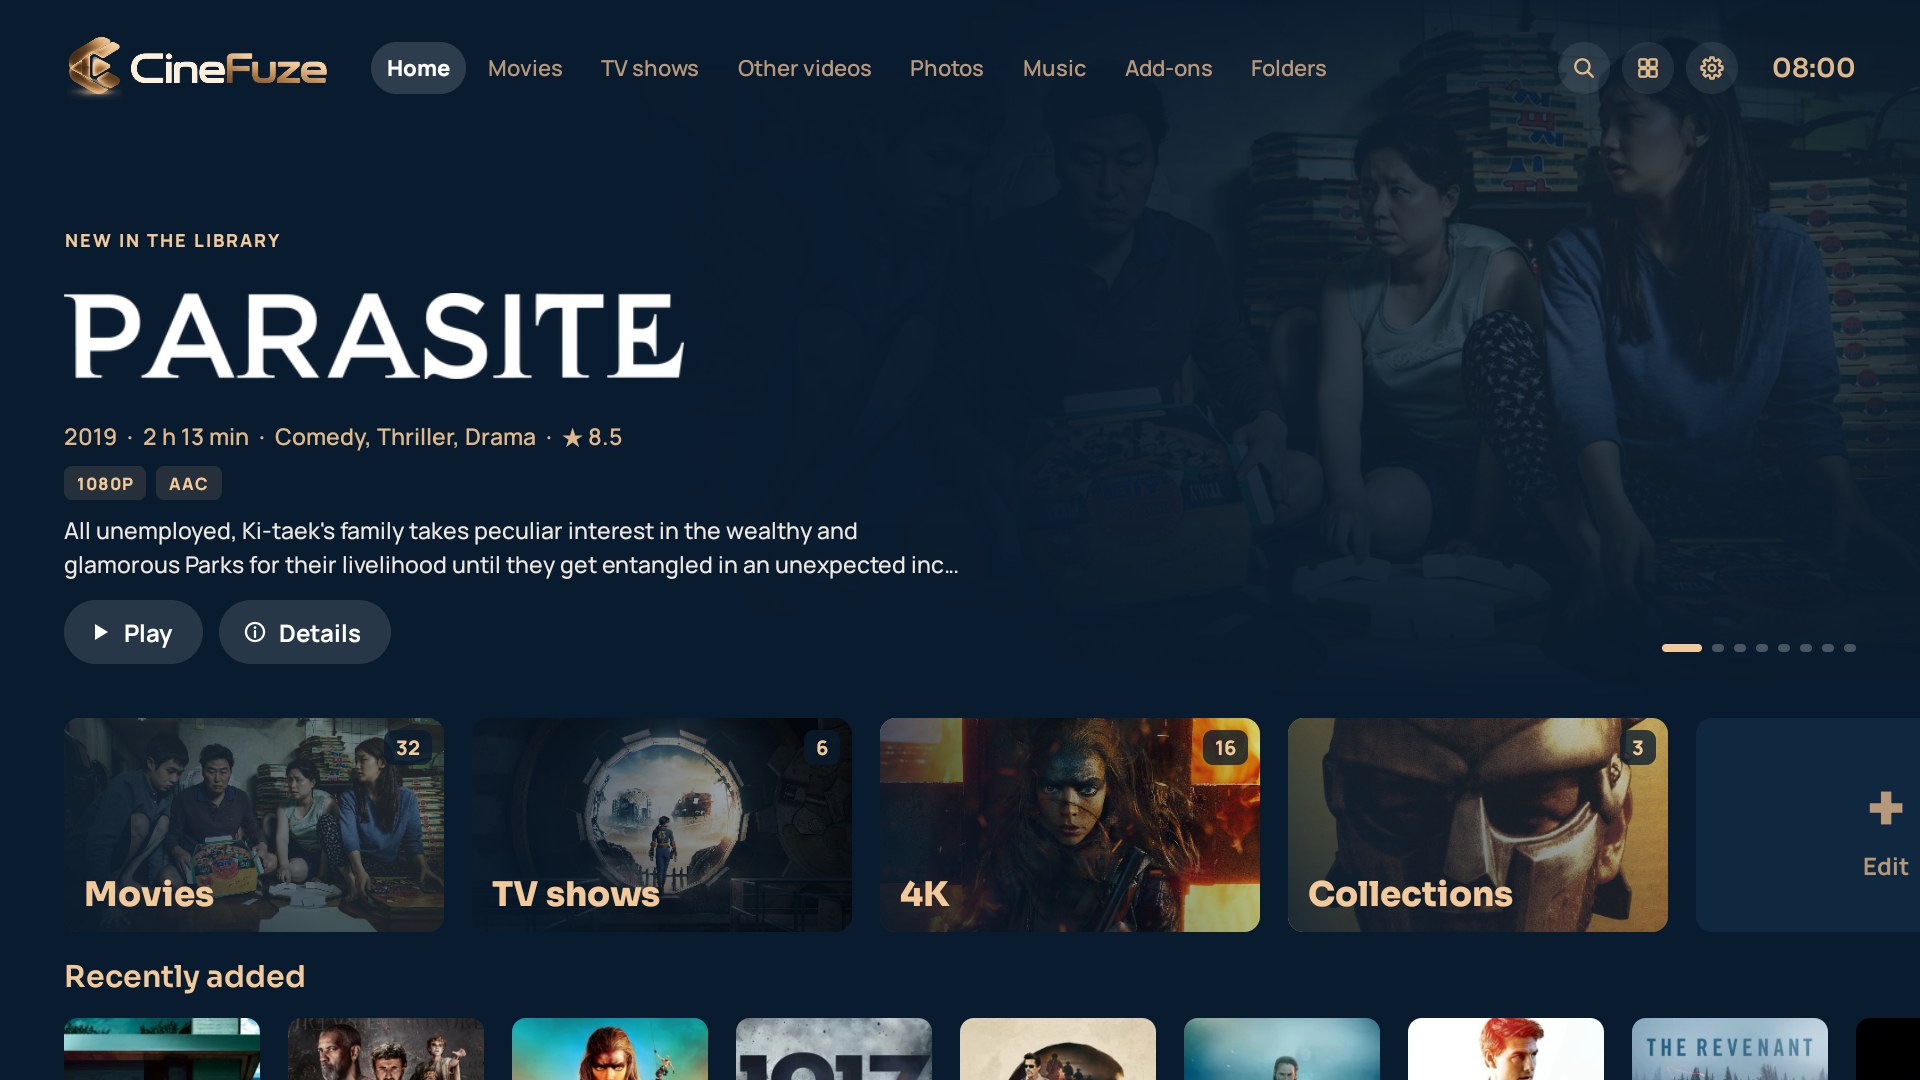 CineFuze
Home
Movies
TV shows
Other videos
Photos
Music
Add-ons
Folders
08:00
NEW IN THE LIBRARY
PARASITE
2019 · 2 h 13 min · Comedy, Thriller, Drama · ★ 8.5
1080P
AAC
All unemployed, Ki-taek's family takes peculiar interest in the wealthy and
glamorous Parks for their livelihood until they get entangled in an unexpected inc...
Play
Details
32
Movies
6
TV shows
16
4K
3
Collections
Edit
Recently added
1917
THE REVENANT